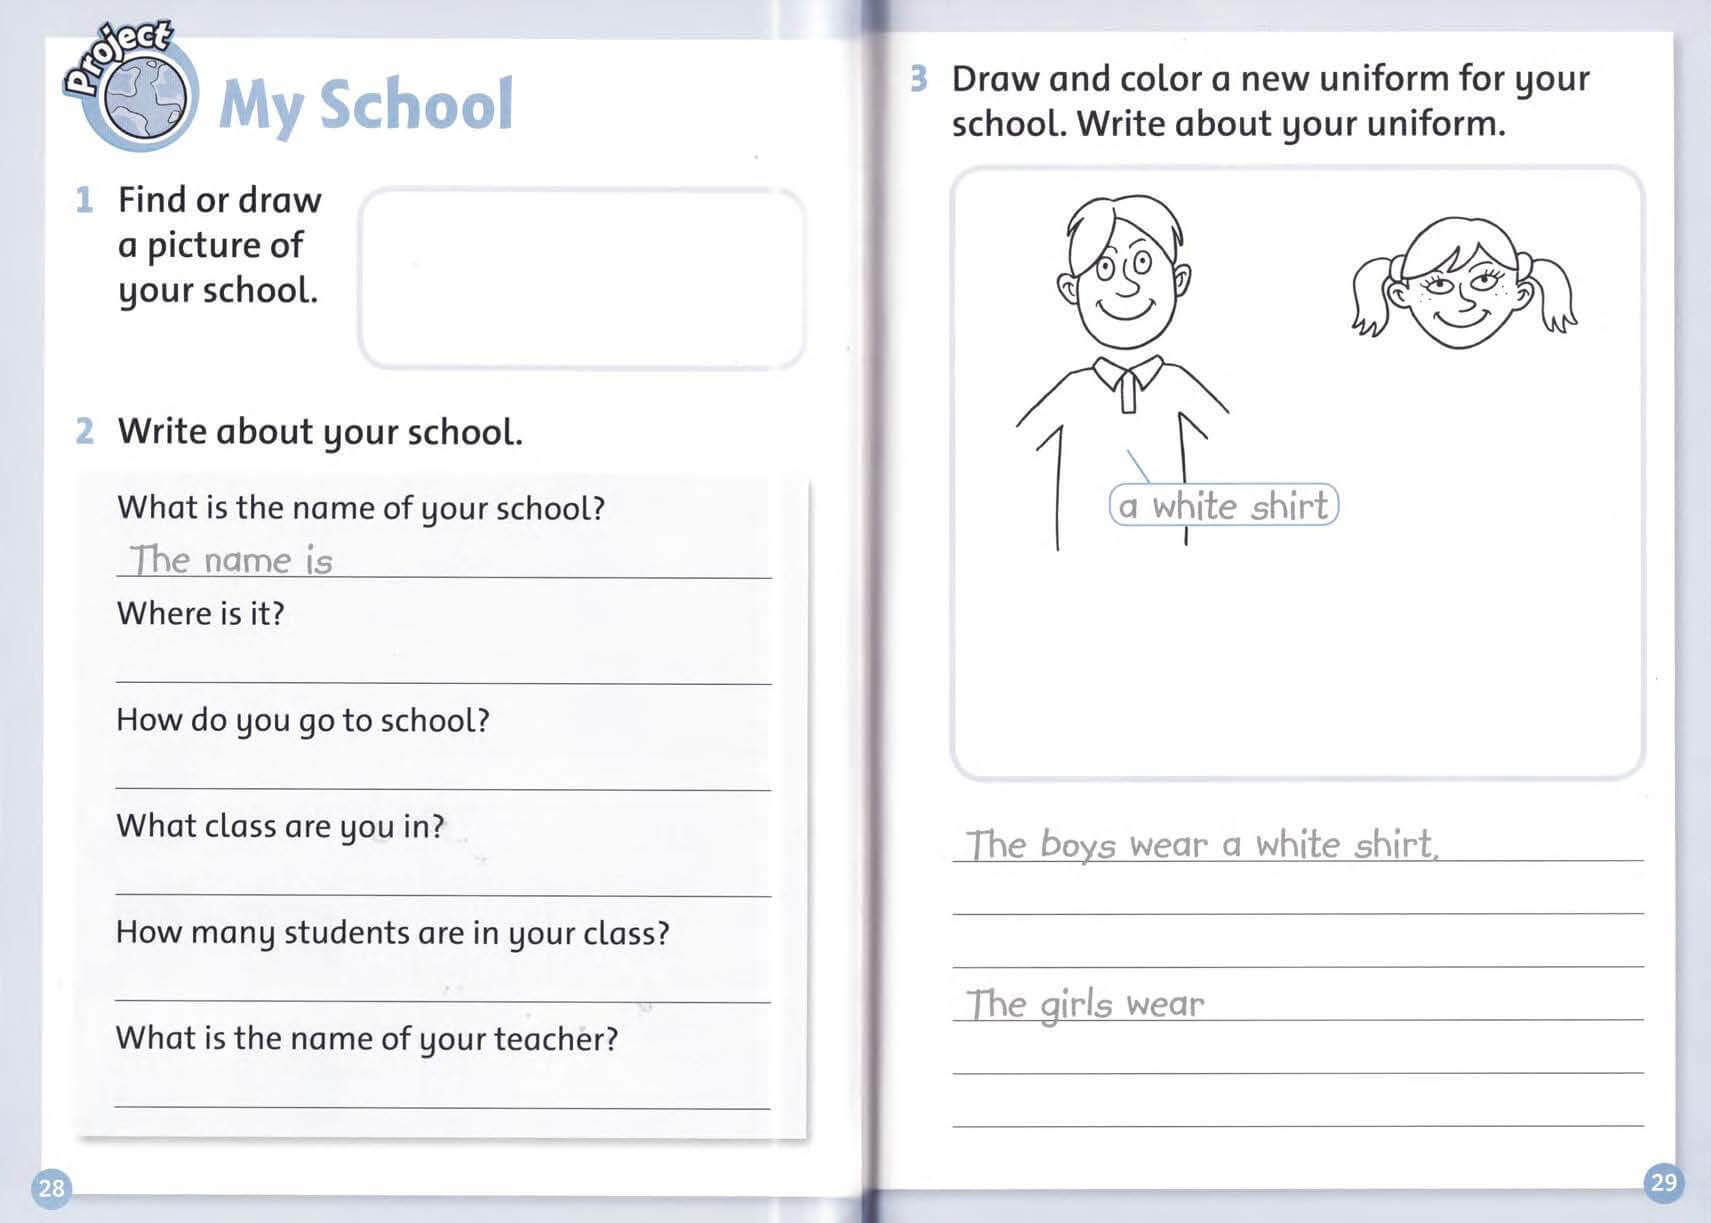 Project
My School
1 Find or draw
a picture of
your school.
2 Write about your school.
What is the name of your school?
The name is
Where is it?
How do you go to school?
What class are you in?
How many students are in your class?
What is the name of your teacher?
28
3 Draw and color a new uniform for your
school. Write about your uniform.
a white shirt
The boys wear a white shirt,
The girls wear
29